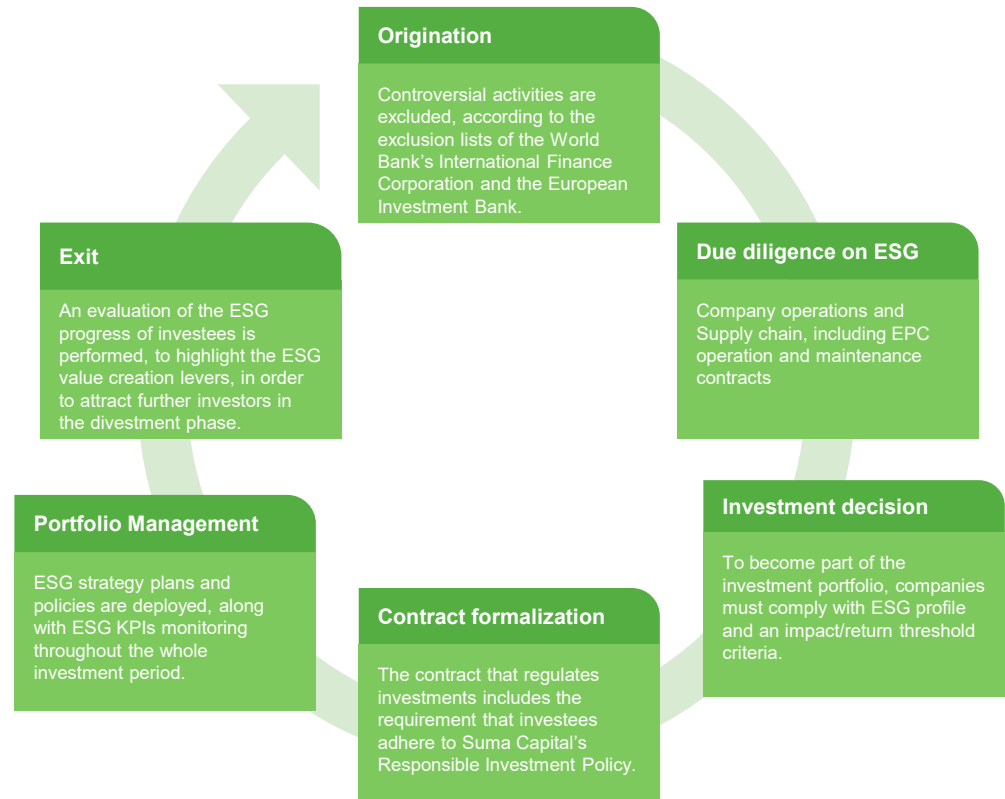 Origination
Controversial activities are
excluded, according to the
exclusion lists of the World
Bank's International Finance
Corporation and the European
Investment Bank.
Due diligence on ESG
Company operations and
Supply chain, including EPC
operation and maintenance
contracts
Investment decision
To become part of the
investment portfolio, companies
must comply with ESG profile
and an impact/return threshold
criteria.
Contract formalization
The contract that regulates
investments includes the
requirement that investees
adhere to Suma Capital's
Responsible Investment Policy.
Portfolio Management
ESG strategy plans and
policies are deployed, along
with ESG KPIs monitoring
throughout the whole
investment period.
Exit
An evaluation of the ESG
progress of investees is
performed, to highlight the ESG
value creation levers, in order
to attract further investors in
the divestment phase.